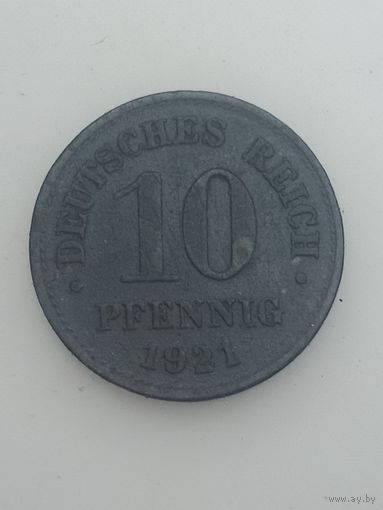 · DEUTSCHES REICH ·
10
PFENNIG
1921
www.ay.by